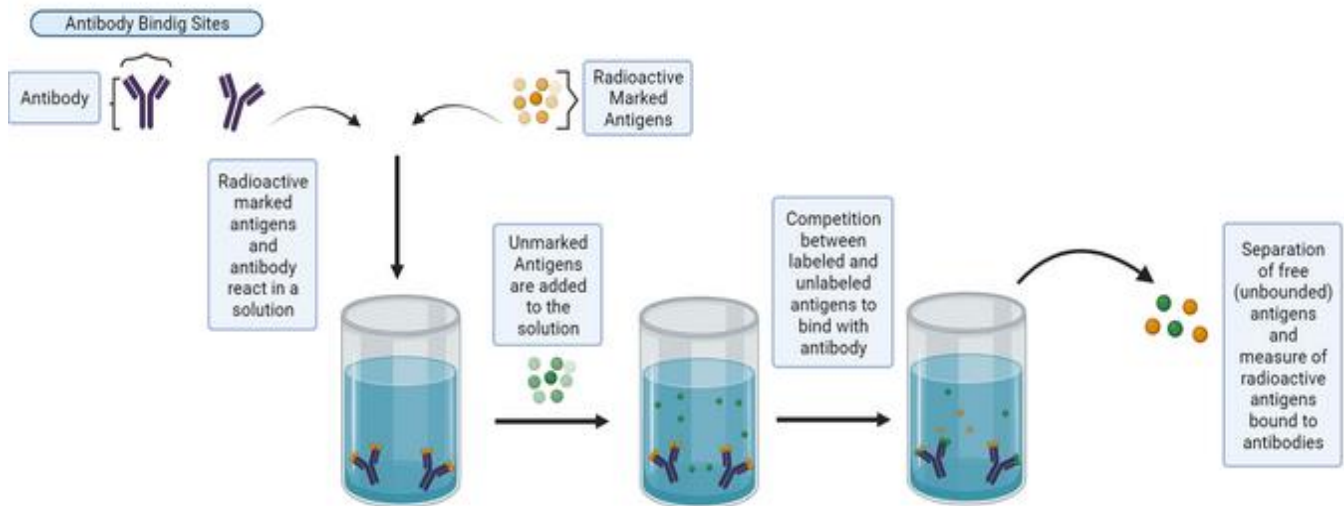 Antibody Bindig Sites
Antibody
Radioactive
Marked
Antigens
Radioactive
marked
antigens
and
antibody
react in a
solution
Unmarked
Antigens
are added
to the
solution
Competition
between
labeled and
unlabeled
antigens to
bind with
antibody
Separation
of free
(unbounded)
antigens
and
measure of
radioactive
antigens
bound to
antibodies